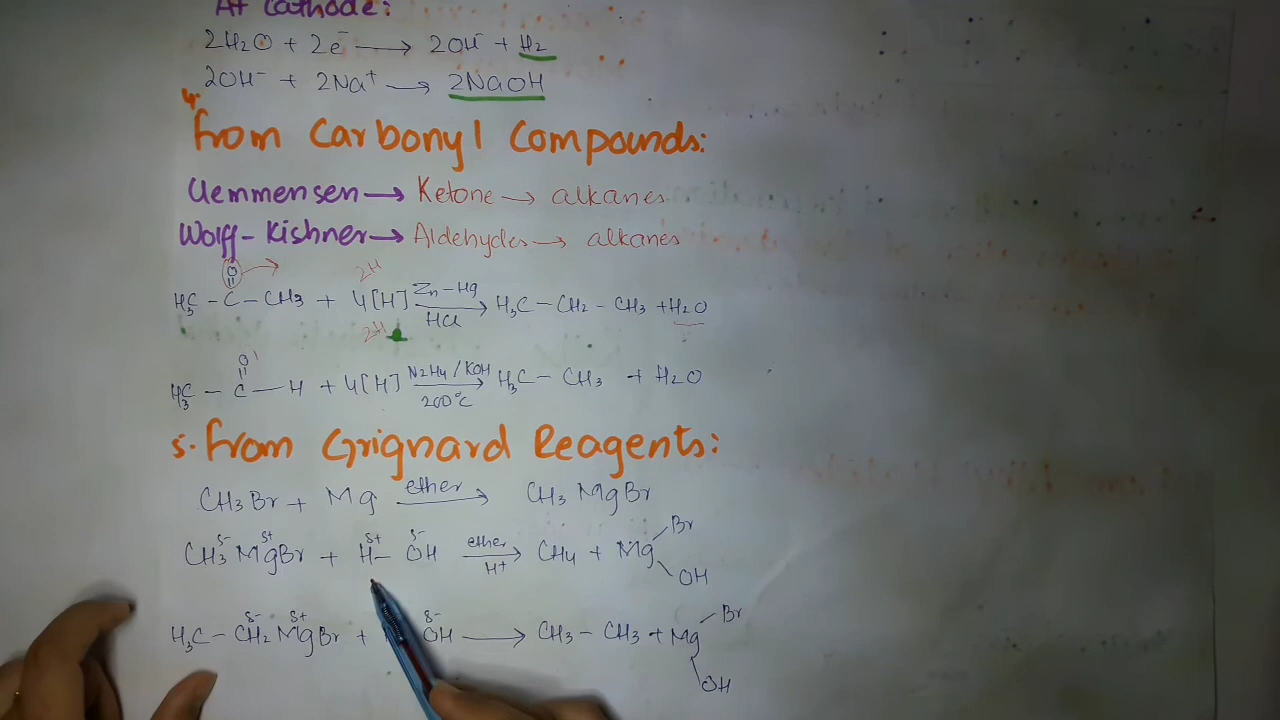 At Cathode:
2H2O + 2e⁻ → 2OH⁻ + H2
2OH⁻ + 2Na⁺ → 2NaOH
4. From Carbonyl Compounds:
Clemmensen → Ketone → alkanes
Wolff-Kishner → Aldehydes → alkanes
O 2H
H3C - C - CH3 + 4[H] Zn-Hg HCl → H3C - CH2 - CH3 + H2O
2H
O
H3C - C - H + 4[H] N2H4/KOH 200°C → H3C - CH3 + H2O
5. From Grignard Reagents:
CH3Br + Mg ether → CH3MgBr
δ- δ+ δ+ δ- Br
CH3MgBr + H - OH ether H+ → CH4 + Mg
OH
δ- δ+ δ- Br
H3C - CH2MgBr + OH → CH3 - CH3 + Mg
OH